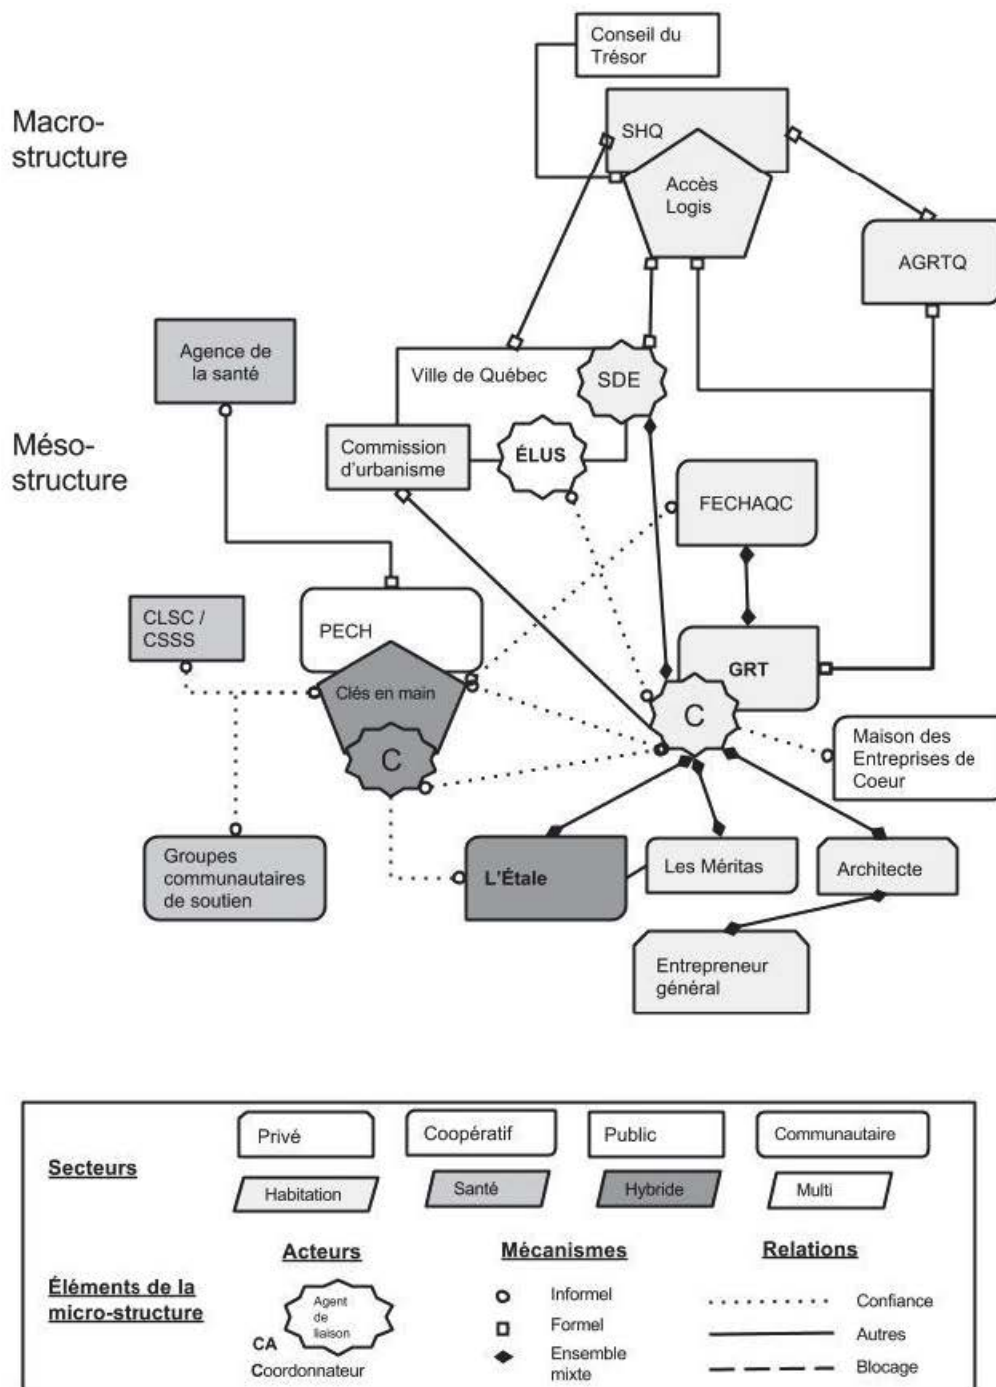 Conseil du
Trésor
Macro-
structure
SHQ
Accès
Logis
AGRTQ
Agence de
la santé
Ville de Québec
SDE
Méso-
structure
Commission
d'urbanisme
ÉLUS
FECHAQC
CLSC /
CSSS
PECH
GRT
Clés en main
C
C
Maison des
Entreprises de
Coeur
Groupes
communautaires
de soutien
L'Étale
Les Méritas
Architecte
Entrepreneur
général
Secteurs
Privé
Coopératif
Public
Communautaire
Habitation
Santé
Hybride
Multi
Éléments de la
micro-structure
Acteurs
Agent
de
liaison
CA
Coordonnateur
Mécanismes
Informel
Formel
Ensemble
mixte
Relations
Confiance
Autres
Blocage